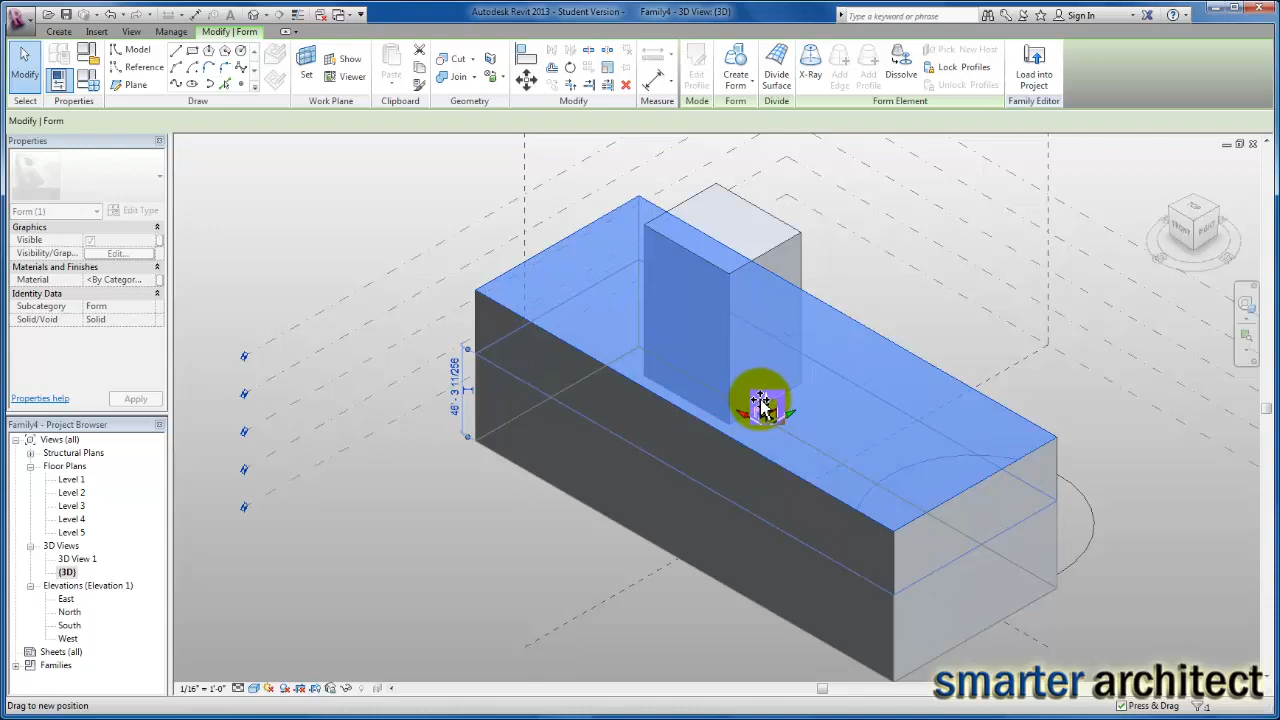 Autodesk Revit 2013 - Student Version - Family4 - 3D View: {3D}
Type a keyword or phrase
Sign In
Create Insert View Manage Modify | Form
Modify
Model
Reference
Plane
Set
Show
Viewer
Paste
Cut
Join
Edit Profile
Create Form
Divide Surface
X-Ray
Add Edge
Add Profile
Dissolve
Pick New Host
Lock Profiles
Unlock Profiles
Load into Project
Select Properties Draw Work Plane Clipboard Geometry Modify Measure Mode Form Divide Form Element Family Editor
Modify | Form
Properties
Form (1)
Edit Type
Graphics
Visible
Visibility/Grap...
Edit...
Materials and Finishes
Material <By Categor...
Identity Data
Subcategory Form
Solid/Void Solid
Properties help
Apply
Family4 - Project Browser
Views (all)
Structural Plans
Floor Plans
Level 1
Level 2
Level 3
Level 4
Level 5
3D Views
3D View 1
{3D}
Elevations (Elevation 1)
East
North
South
West
Sheets (all)
Families
46' - 3 11/256
TOP
FRONT
1/16" = 1'-0"
smarter architect
Drag to new position
Press & Drag
:1